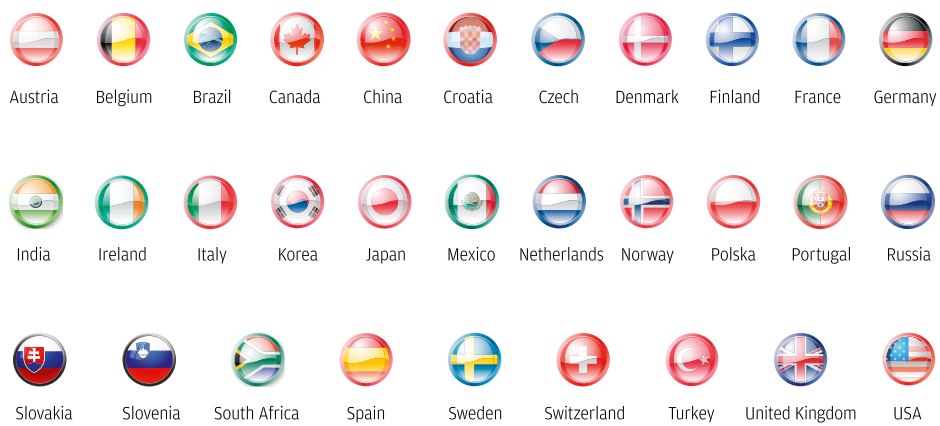 Austria Belgium Brazil Canada China Croatia Czech Denmark Finland France Germany
India Ireland Italy Korea Japan Mexico Netherlands Norway Polska Portugal Russia
Slovakia Slovenia South Africa Spain Sweden Switzerland Turkey United Kingdom USA